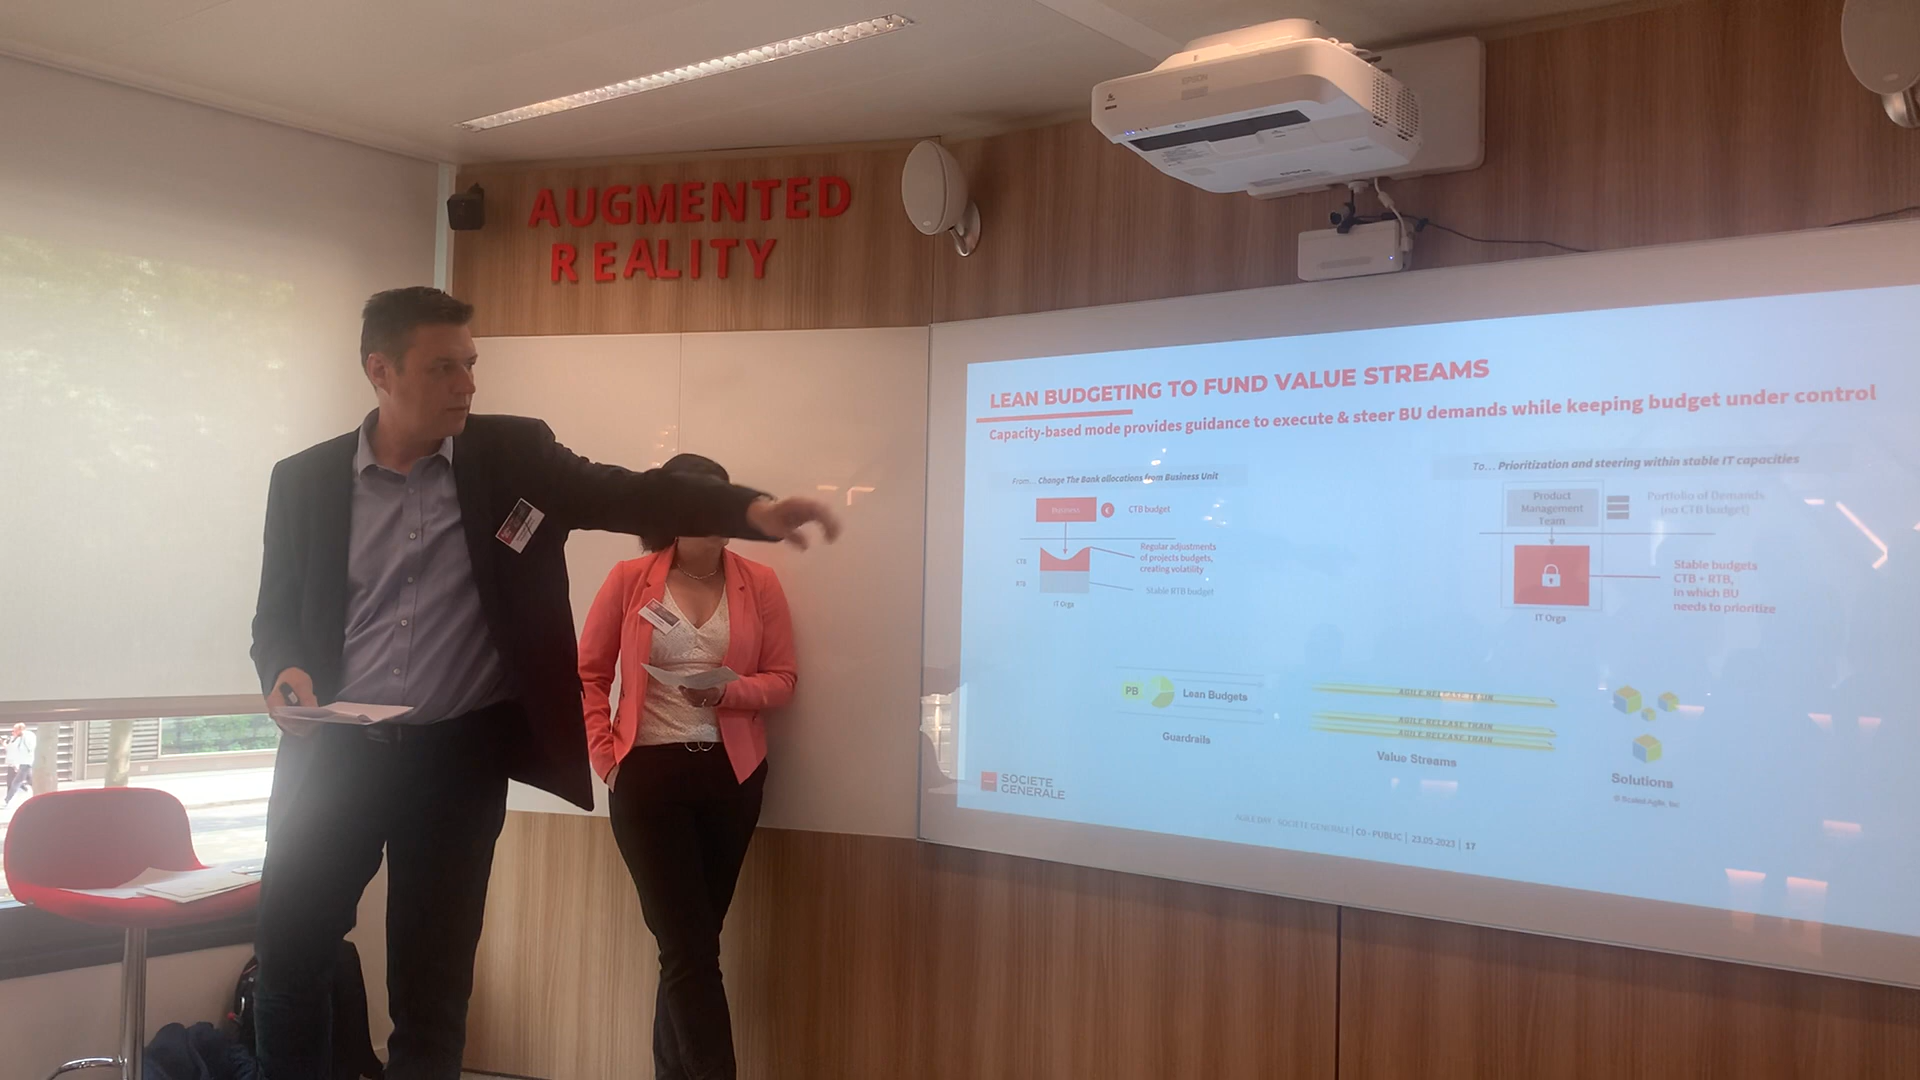 AUGMENTED
REALITY
EPSON
EPSON
LEAN BUDGETING TO FUND VALUE STREAMS
Capacity-based mode provides guidance to execute & steer BU demands while keeping budget under control
From... Change The Bank allocations from Business Unit
Business
€
CTB budget
Regular adjustments
of projects budgets,
creating volatility
CTB
RTB
Stable RTB budget
IT Orga
To... Prioritization and steering within stable IT capacities
Product
Management
Team
Portfolio of Demands
(no CTB budget)
Stable budgets
CTB + RTB,
in which BU
needs to prioritize
IT Orga
PB
Lean Budgets
Guardrails
AGILE RELEASE TRAIN
AGILE RELEASE TRAIN
AGILE RELEASE TRAIN
Value Streams
Solutions
© Scaled Agile, Inc
SOCIETE
GENERALE
AGILE DAY - SOCIETE GENERALE | C0 - PUBLIC | 23.05.2023 | 17